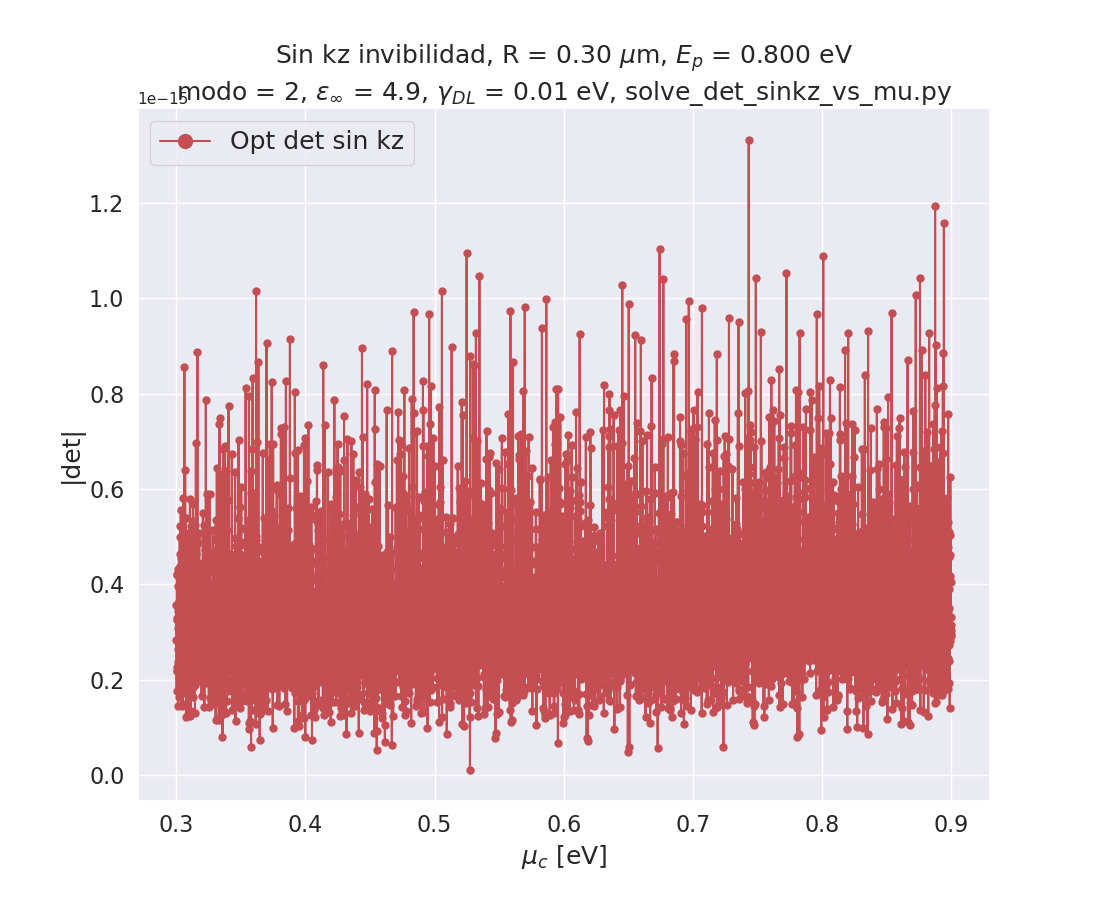 Sin kz invibilidad, R = 0.30 μm, E_p = 0.800 eV
modo = 2, ε_∞ = 4.9, γ_DL = 0.01 eV, solve_det_sinkz_vs_mu.py
1e−15
Opt det sin kz
1.2
1.0
0.8
0.6
0.4
0.2
0.0
|det|
0.3 0.4 0.5 0.6 0.7 0.8 0.9
μ_c [eV]